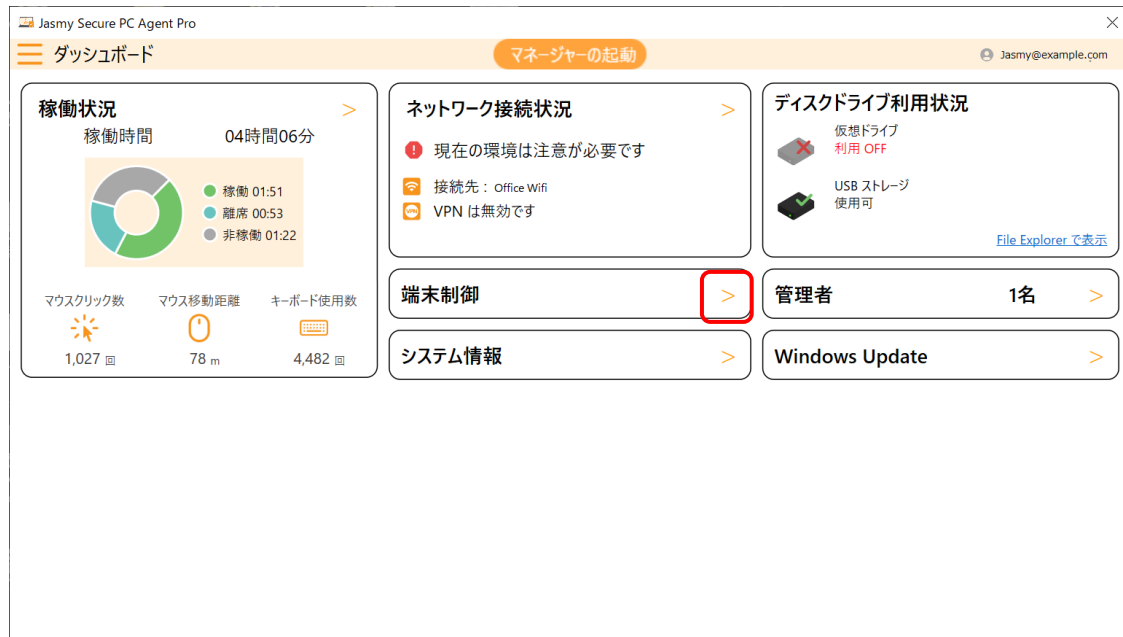 Jasmy Secure PC Agent Pro
ダッシュボード
マネージャーの起動
Jasmy@example.com
稼働状況 >
稼働時間 04時間06分
稼働 01:51
離席 00:53
非稼働 01:22
マウスクリック数 マウス移動距離 キーボード使用数
1,027 回 78 m 4,482 回
ネットワーク接続状況 >
現在の環境は注意が必要です
接続先 : Office Wifi
VPN
VPN は無効です
ディスクドライブ利用状況
仮想ドライブ
利用 OFF
USB ストレージ
使用可
File Explorer で表示
端末制御 >
管理者 1名 >
システム情報 >
Windows Update >